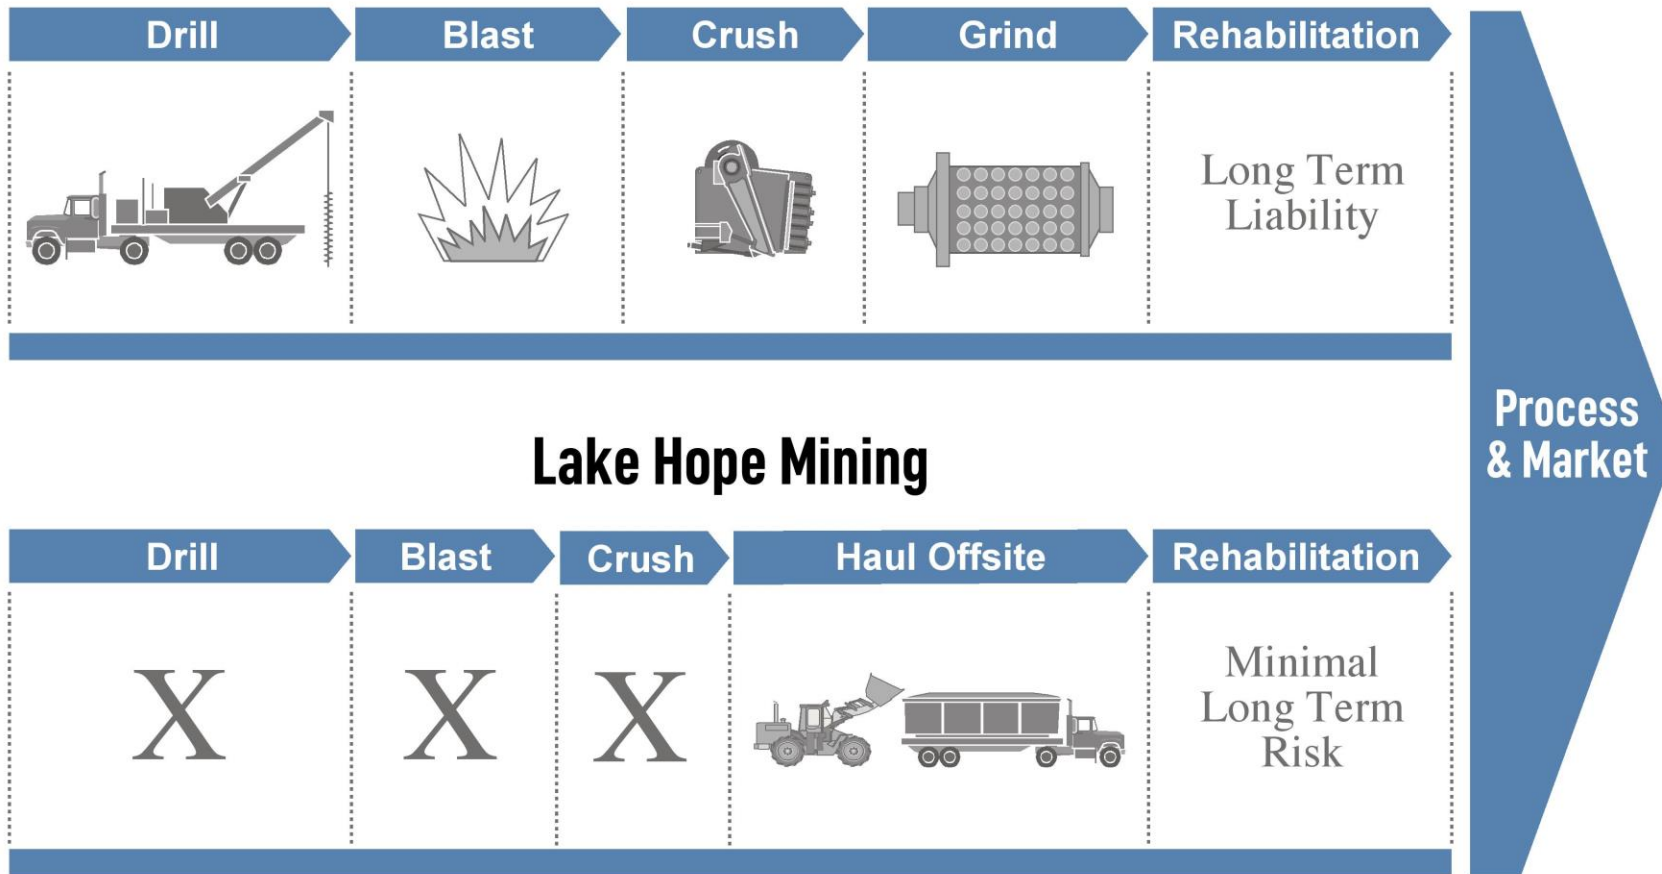 Drill
Blast
Crush
Grind
Rehabilitation
Long Term
Liability
Process
& Market
Lake Hope Mining
Drill
Blast
Crush
Haul Offsite
Rehabilitation
X
X
X
Minimal
Long Term
Risk